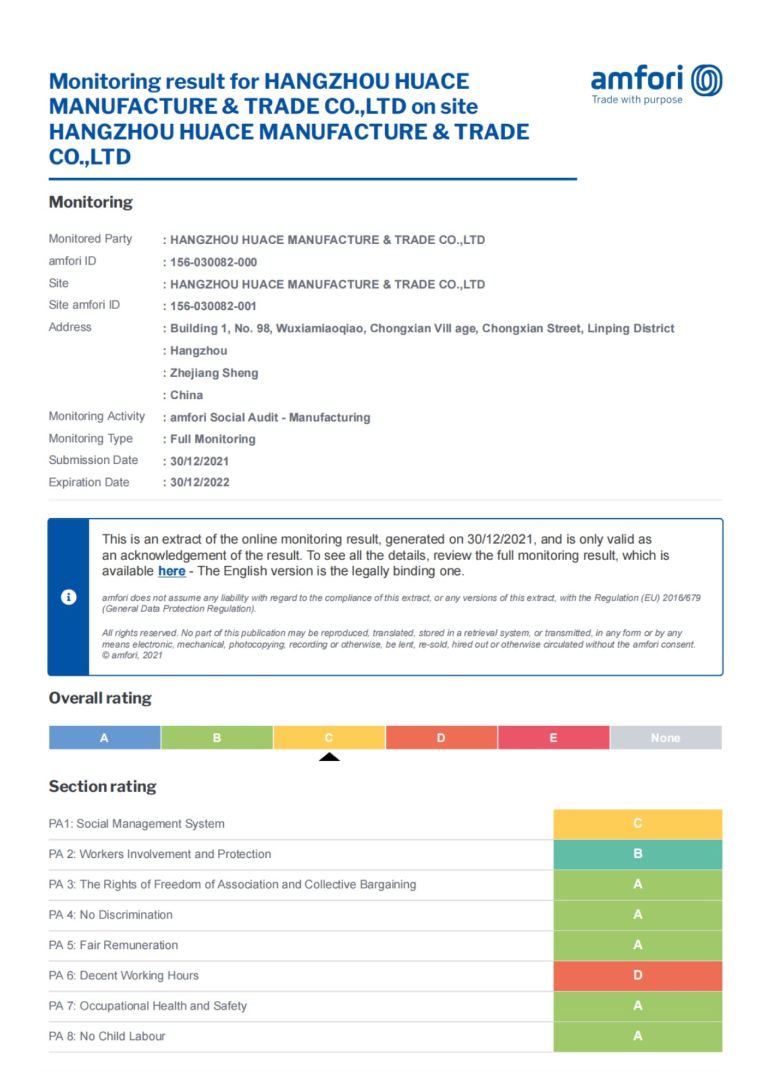 Monitoring result for HANGZHOU HUACE
MANUFACTURE & TRADE CO.,LTD on site
HANGZHOU HUACE MANUFACTURE & TRADE
CO.,LTD
amfori
Trade with purpose
Monitoring
Monitored Party : HANGZHOU HUACE MANUFACTURE & TRADE CO.,LTD
amfori ID : 156-030082-000
Site : HANGZHOU HUACE MANUFACTURE & TRADE CO.,LTD
Site amfori ID : 156-030082-001
Address : Building 1, No. 98, Wuxiamiaoqiao, Chongxian Vill age, Chongxian Street, Linping District
: Hangzhou
: Zhejiang Sheng
: China
Monitoring Activity : amfori Social Audit - Manufacturing
Monitoring Type : Full Monitoring
Submission Date : 30/12/2021
Expiration Date : 30/12/2022
This is an extract of the online monitoring result, generated on 30/12/2021, and is only valid as
an acknowledgement of the result. To see all the details, review the full monitoring result, which is
available here - The English version is the legally binding one.
amfori does not assume any liability with regard to the compliance of this extract, or any versions of this extract, with the Regulation (EU) 2016/679
(General Data Protection Regulation).
All rights reserved. No part of this publication may be reproduced, translated, stored in a retrieval system, or transmitted, in any form or by any
means electronic, mechanical, photocopying, recording or otherwise, be lent, re-sold, hired out or otherwise circulated without the amfori consent.
© amfori, 2021
Overall rating
A B C D E None
Section rating
PA1: Social Management System C
PA 2: Workers Involvement and Protection B
PA 3: The Rights of Freedom of Association and Collective Bargaining A
PA 4: No Discrimination A
PA 5: Fair Remuneration A
PA 6: Decent Working Hours D
PA 7: Occupational Health and Safety A
PA 8: No Child Labour A